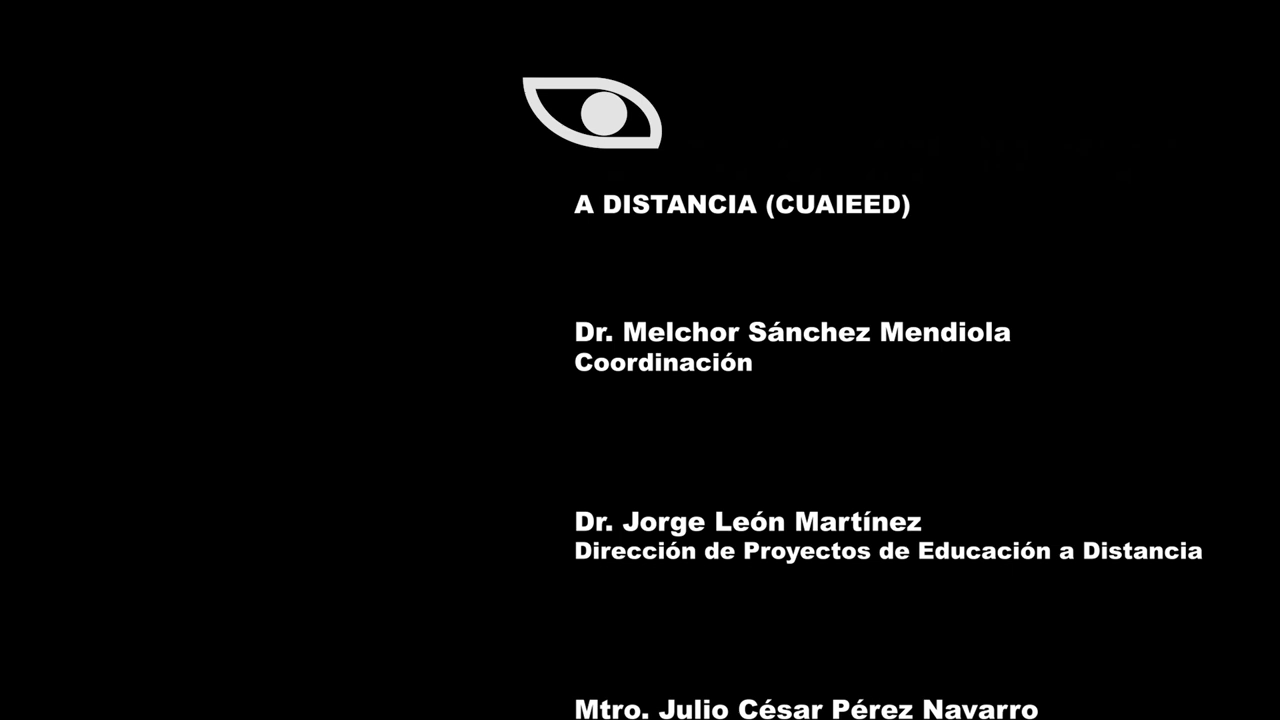 A DISTANCIA (CUAIEED)
Dr. Melchor Sánchez Mendiola
Coordinación
Dr. Jorge León Martínez
Dirección de Proyectos de Educación a Distancia
Mtro. Julio César Pérez Navarro